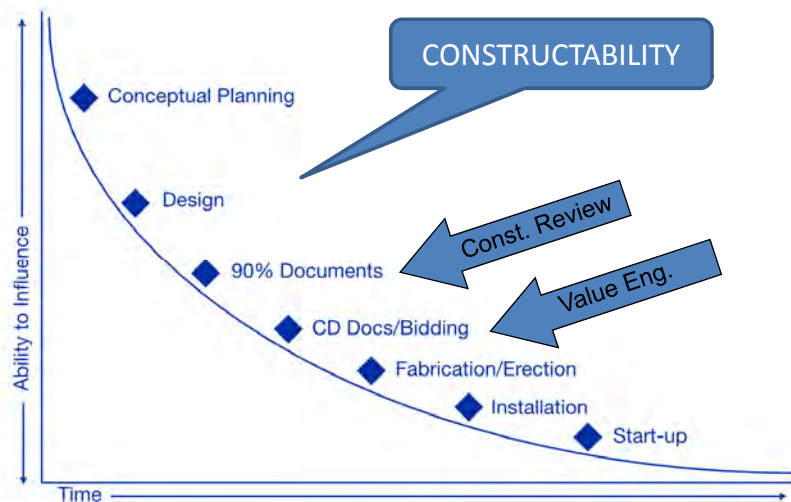 CONSTRUCTABILITY
Conceptual Planning
Design
Const. Review
90% Documents
Value Eng.
CD Docs/Bidding
Fabrication/Erection
Installation
Start-up
Ability to Influence
Time